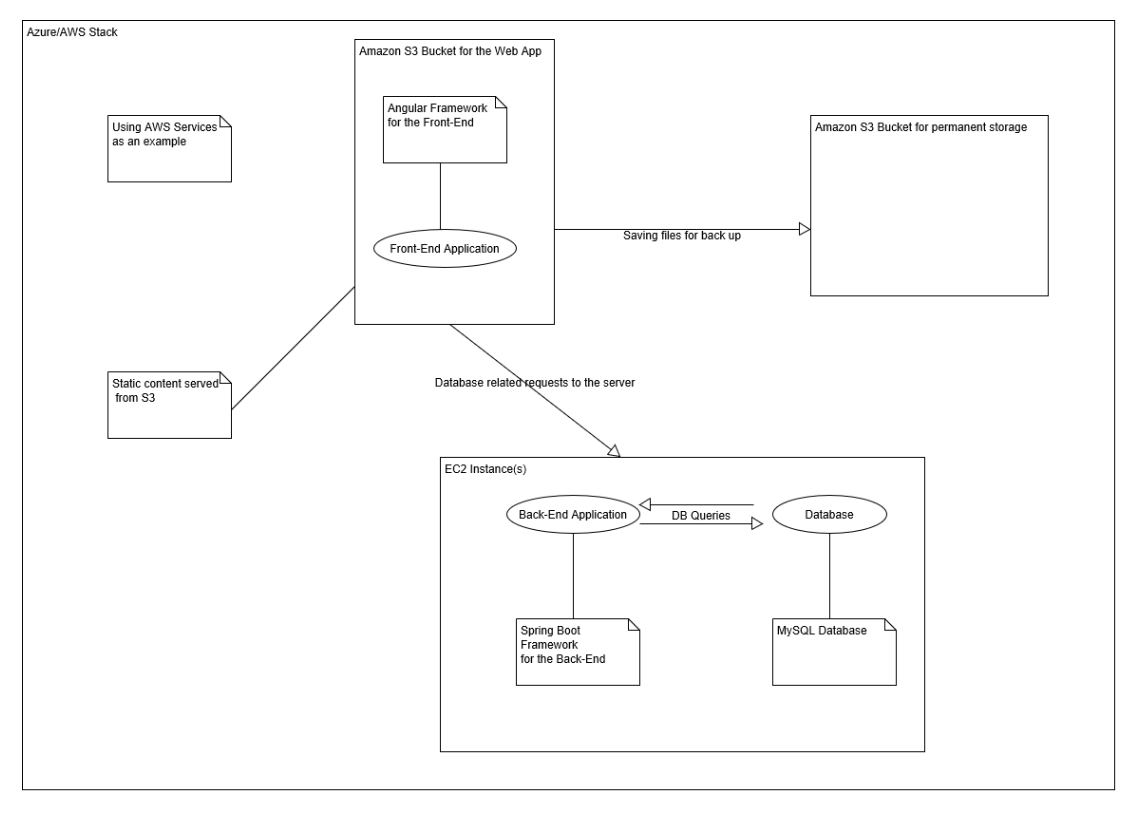 Azure/AWS Stack
Amazon S3 Bucket for the Web App
Angular Framework
for the Front-End
Using AWS Services
as an example
Amazon S3 Bucket for permanent storage
Saving files for back up
Front-End Application
Static content served
from S3
Database related requests to the server
EC2 Instance(s)
Back-End Application
DB Queries
Database
Spring Boot
Framework
for the Back-End
MySQL Database